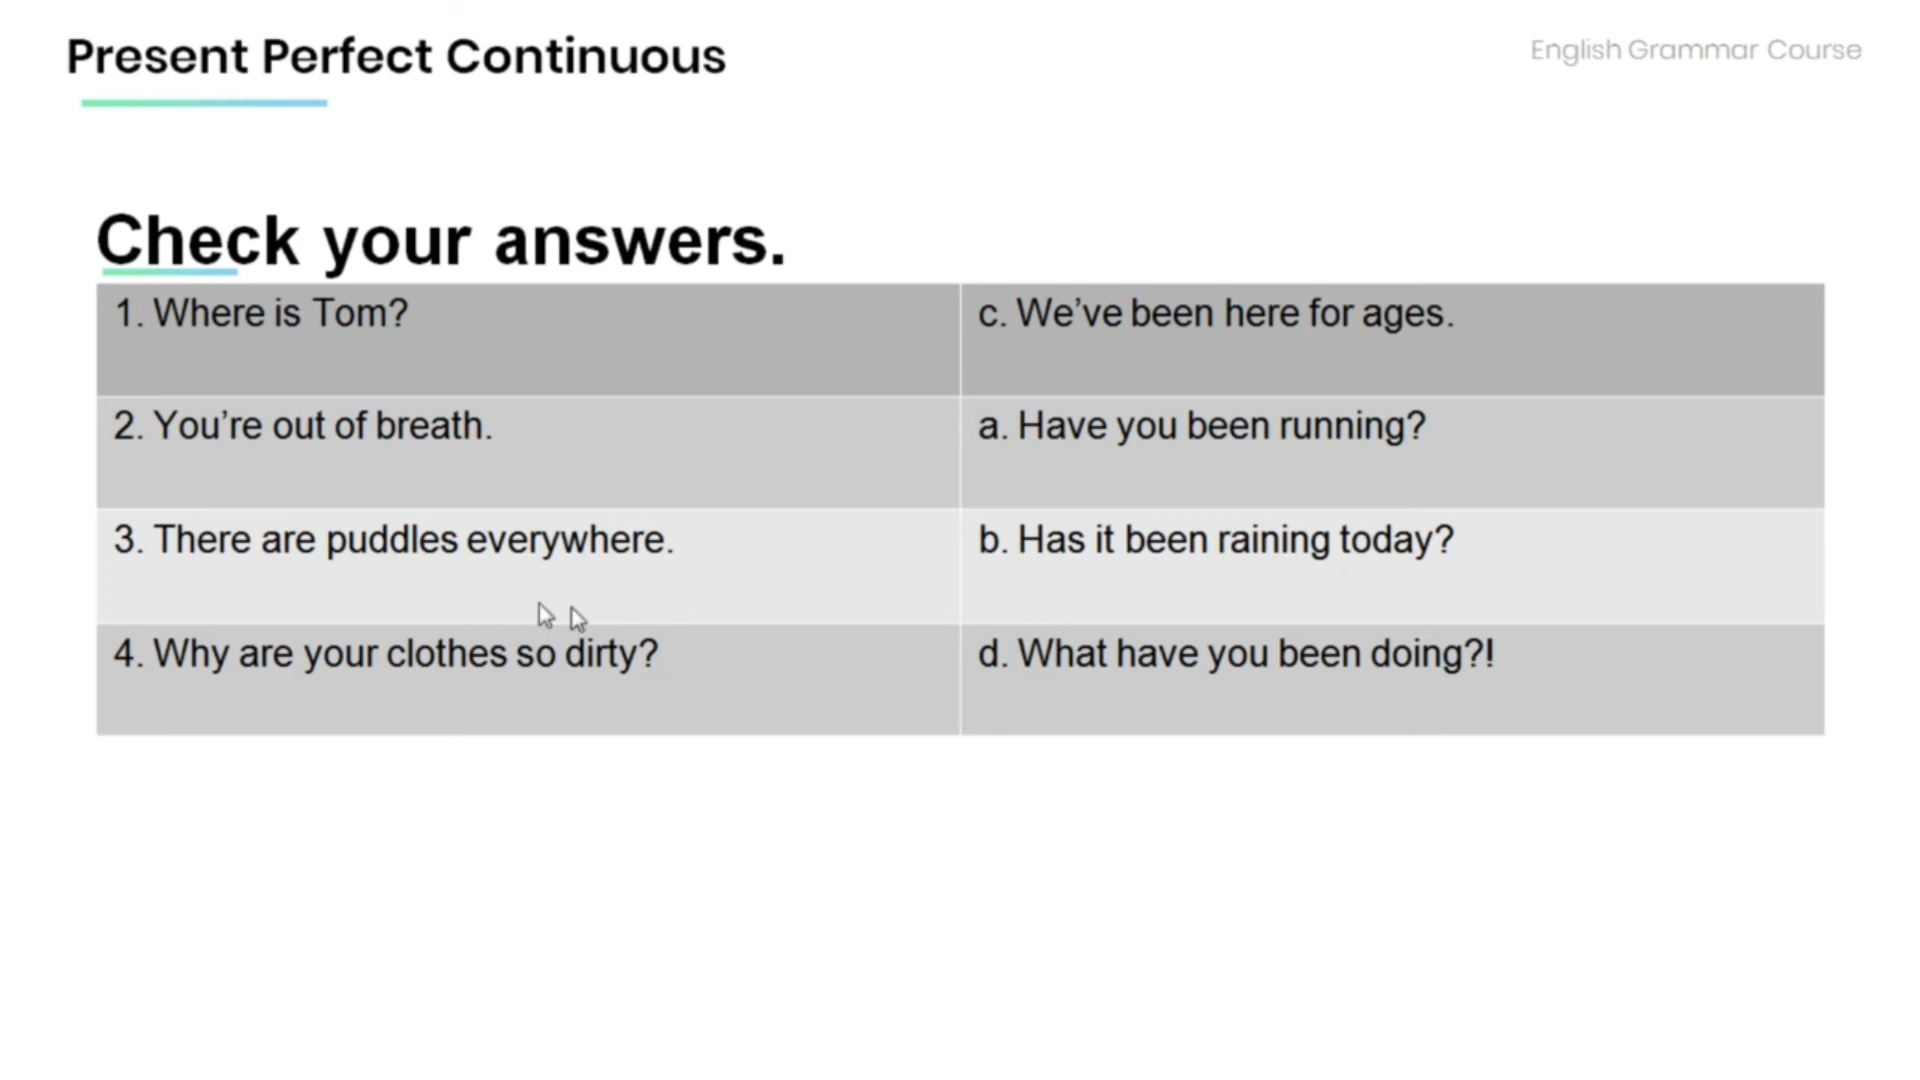 Present Perfect Continuous
English Grammar Course
Check your answers.
1. Where is Tom?
c. We’ve been here for ages.
2. You’re out of breath.
a. Have you been running?
3. There are puddles everywhere.
b. Has it been raining today?
4. Why are your clothes so dirty?
d. What have you been doing?!